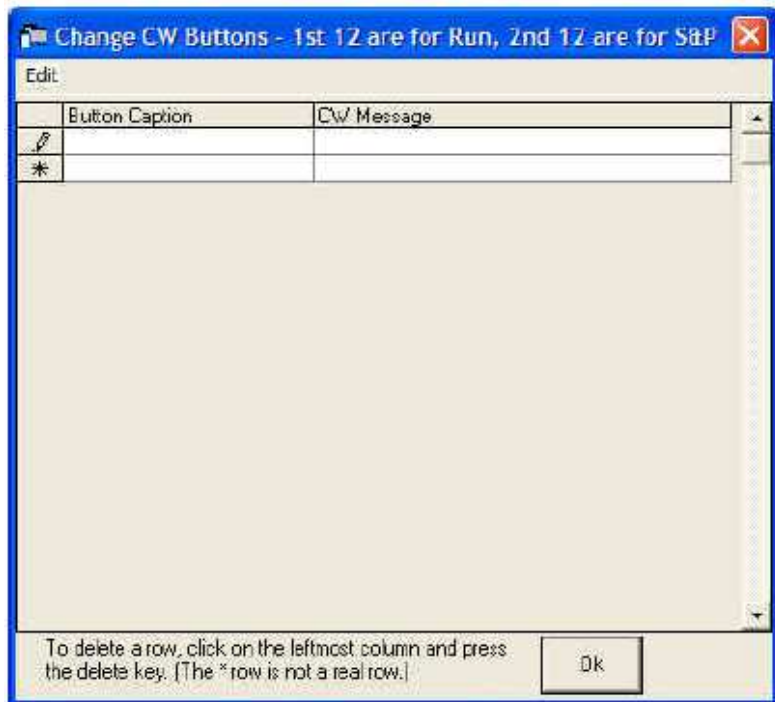 Change CW Buttons - 1st 12 are for Run, 2nd 12 are for S&P
Edit
Button Caption CW Message
*
To delete a row, click on the leftmost column and press
the delete key. (The * row is not a real row.)
Ok